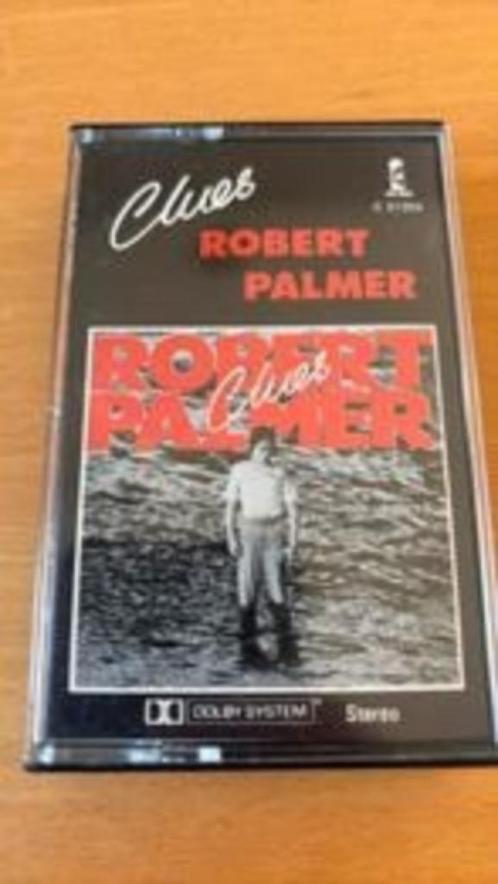 Clues
ROBERT
PALMER
ROBERT
Clues
PALMER
DOLBY SYSTEM
Stereo